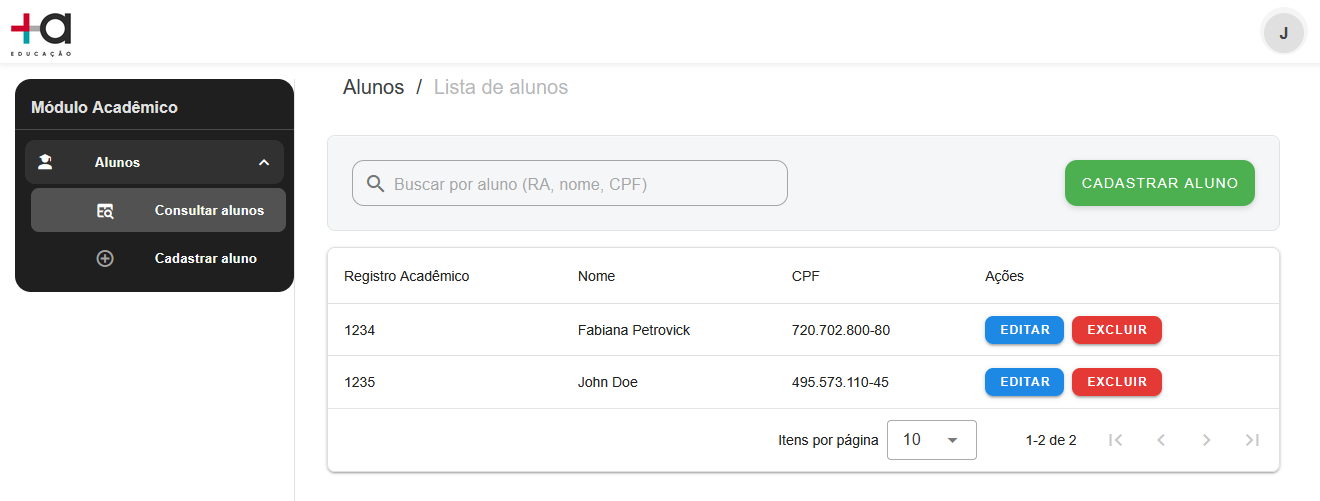 +a
EDUCAÇÃO
J
Módulo Acadêmico
Alunos
Consultar alunos
Cadastrar aluno
Alunos / Lista de alunos
Buscar por aluno (RA, nome, CPF)
CADASTRAR ALUNO
Registro Acadêmico Nome CPF Ações
1234 Fabiana Petrovick 720.702.800-80 EDITAR EXCLUIR
1235 John Doe 495.573.110-45 EDITAR EXCLUIR
Itens por página 10 1-2 de 2